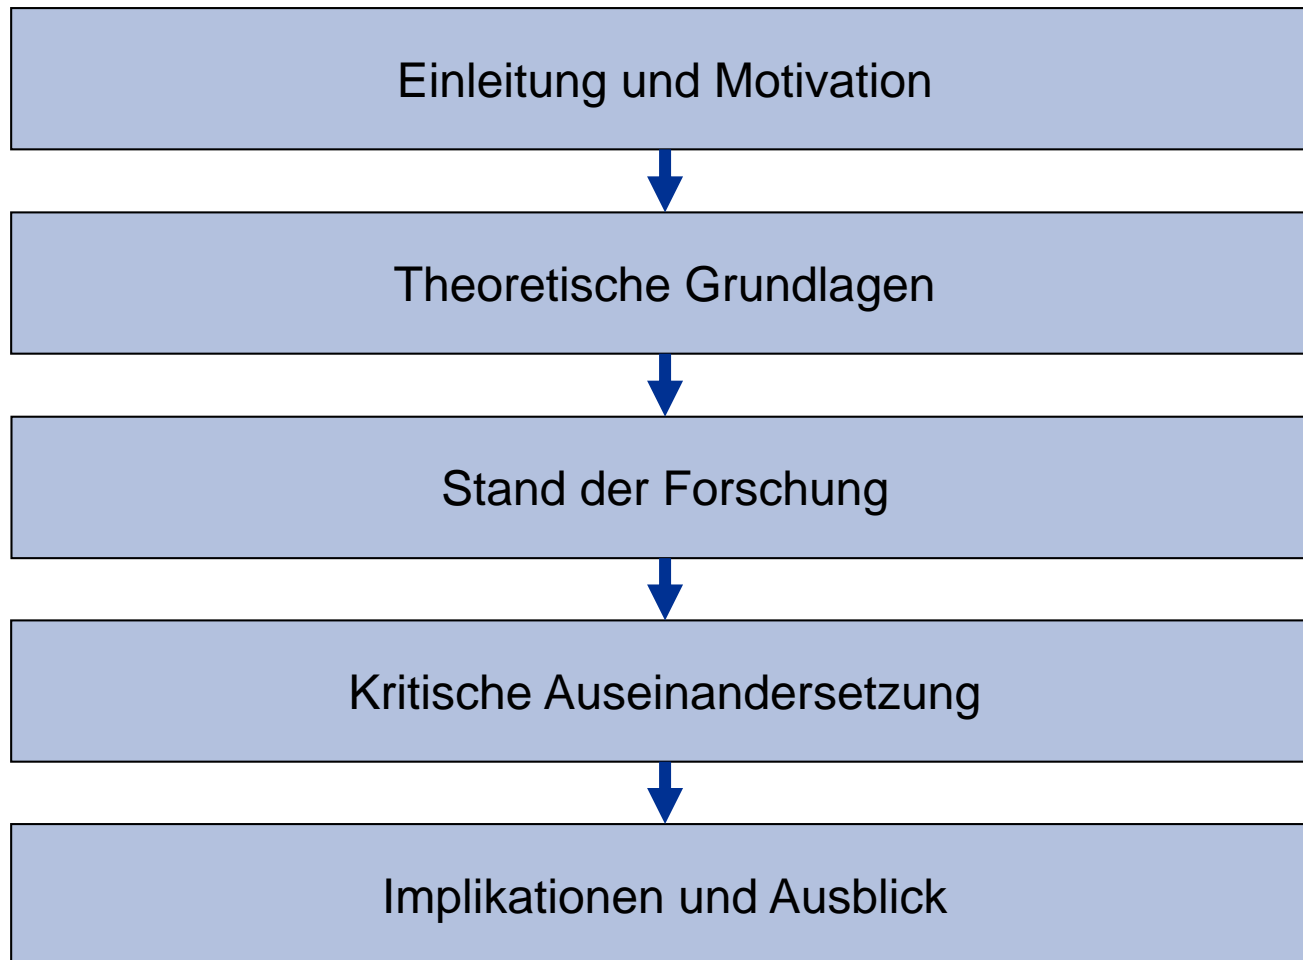 Einleitung und Motivation
Theoretische Grundlagen
Stand der Forschung
Kritische Auseinandersetzung
Implikationen und Ausblick